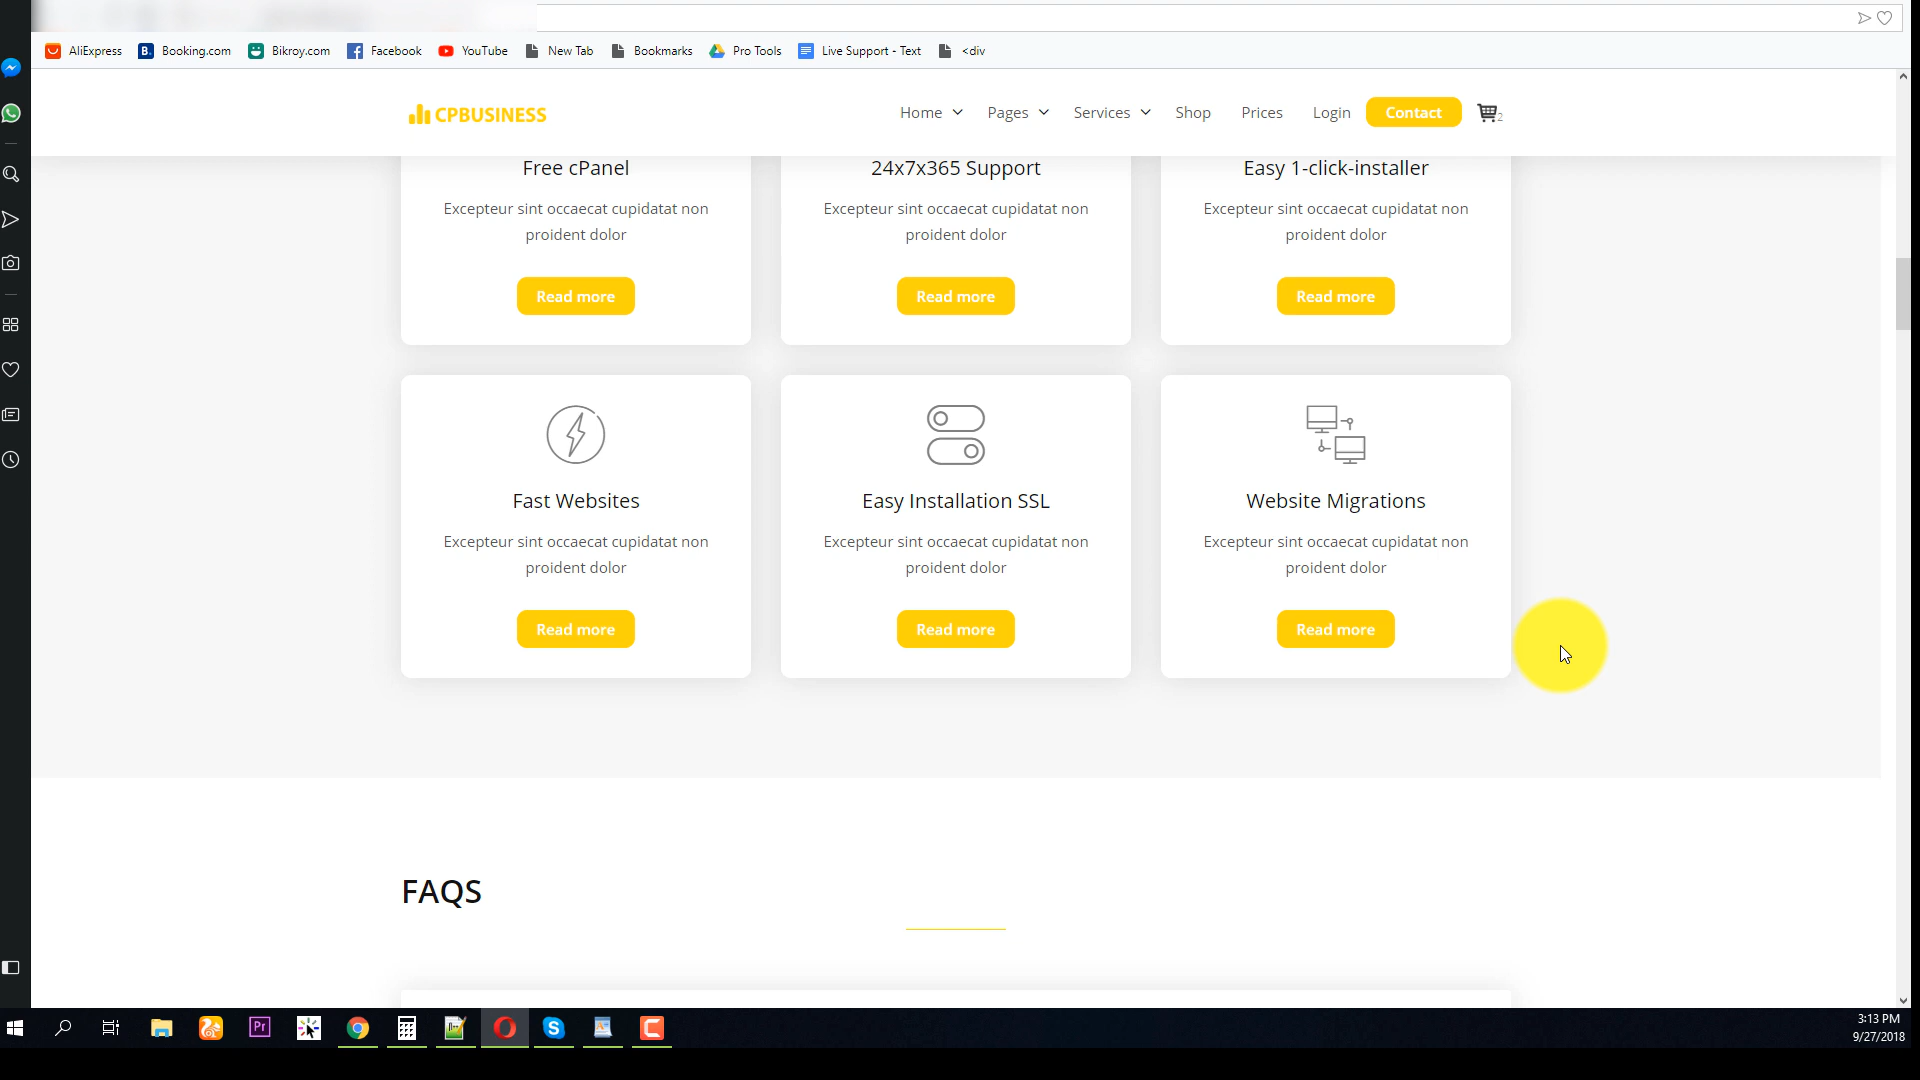 AliExpress Booking.com Bikroy.com Facebook YouTube New Tab Bookmarks Pro Tools Live Support - Text <div
CPBUSINESS Home Pages Services Shop Prices Login Contact 2
Free cPanel
Excepteur sint occaecat cupidatat non
proident dolor
Read more
24x7x365 Support
Excepteur sint occaecat cupidatat non
proident dolor
Read more
Easy 1-click-installer
Excepteur sint occaecat cupidatat non
proident dolor
Read more
Fast Websites
Excepteur sint occaecat cupidatat non
proident dolor
Read more
Easy Installation SSL
Excepteur sint occaecat cupidatat non
proident dolor
Read more
Website Migrations
Excepteur sint occaecat cupidatat non
proident dolor
Read more
FAQS
Pr
3:13 PM
9/27/2018